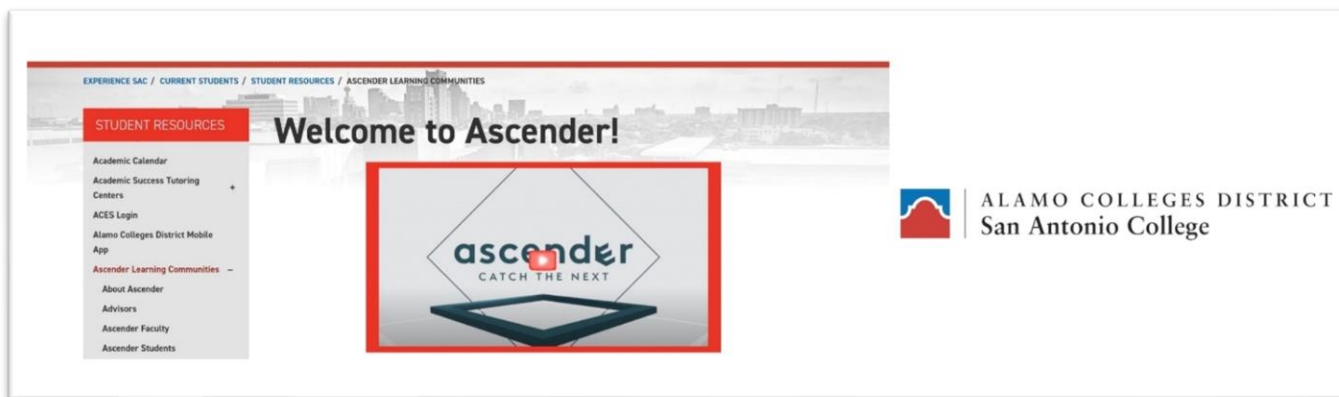 EXPERIENCE SAC / CURRENT STUDENTS / STUDENT RESOURCES / ASCENDER LEARNING COMMUNITIES
STUDENT RESOURCES
Academic Calendar
Academic Success Tutoring
Centers +
ACES Login
Alamo Colleges District Mobile
App
Ascender Learning Communities –
About Ascender
Advisors
Ascender Faculty
Ascender Students
Welcome to Ascender!
ascender
CATCH THE NEXT
ALAMO COLLEGES DISTRICT
San Antonio College